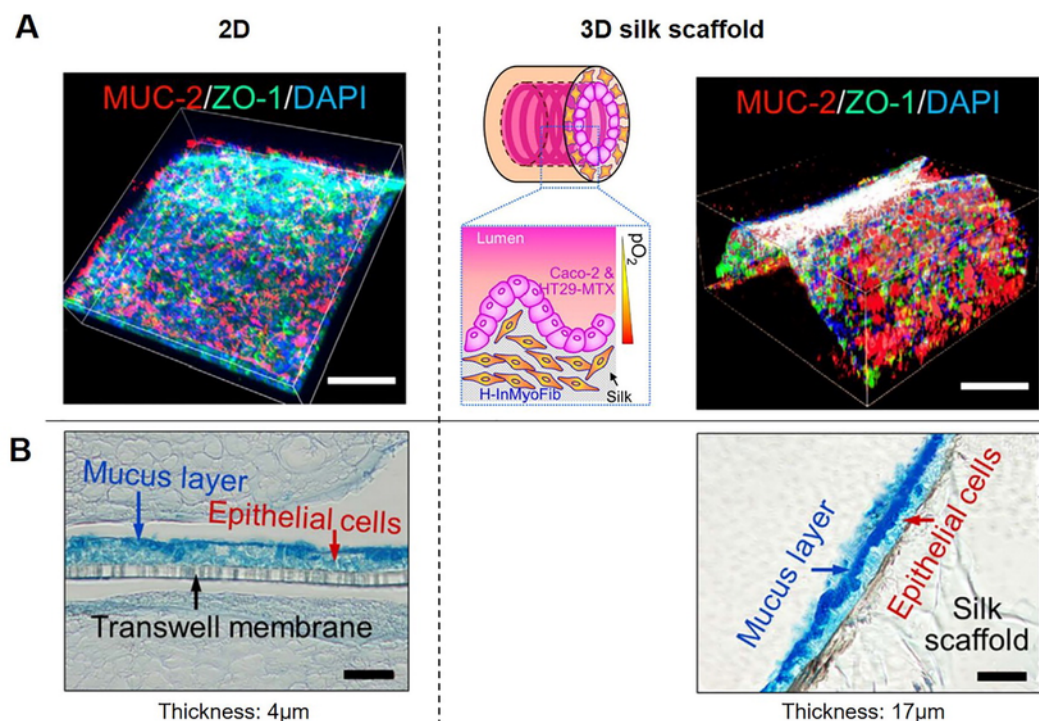 A
2D
3D silk scaffold
MUC-2/ZO-1/DAPI
Lumen
Caco-2 &
HT29-MTX
pO2
H-InMyoFib
Silk
MUC-2/ZO-1/DAPI
B
Mucus layer
Epithelial cells
Transwell membrane
Thickness: 4µm
Mucus layer
Epithelial cells
Silk
scaffold
Thickness: 17µm